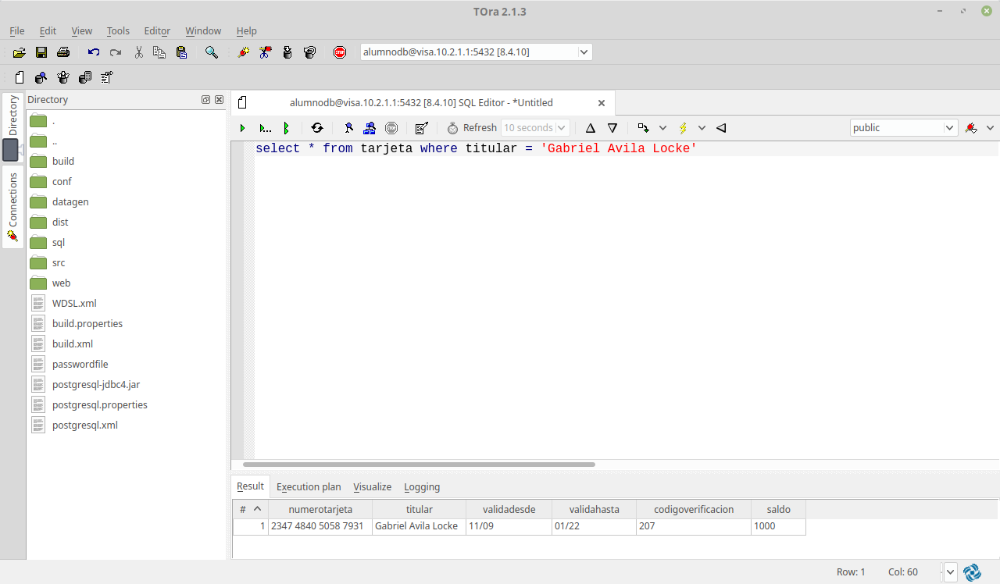 TOra 2.1.3
File Edit View Tools Editor Window Help
alumnodb@visa.10.2.1.1:5432 [8.4.10]
Directory
Connections
Directory
.
..
build
conf
datagen
dist
sql
src
web
WDSL.xml
build.properties
build.xml
passwordfile
postgresql-jdbc4.jar
postgresql.properties
postgresql.xml
alumnodb@visa.10.2.1.1:5432 [8.4.10] SQL Editor - *Untitled
Refresh 10 seconds public
select * from tarjeta where titular = 'Gabriel Avila Locke'
Result Execution plan Visualize Logging
# numerotarjeta titular validadesde validahasta codigoverificacion saldo
1 2347 4840 5058 7931 Gabriel Avila Locke 11/09 01/22 207 1000
Row: 1 Col: 60